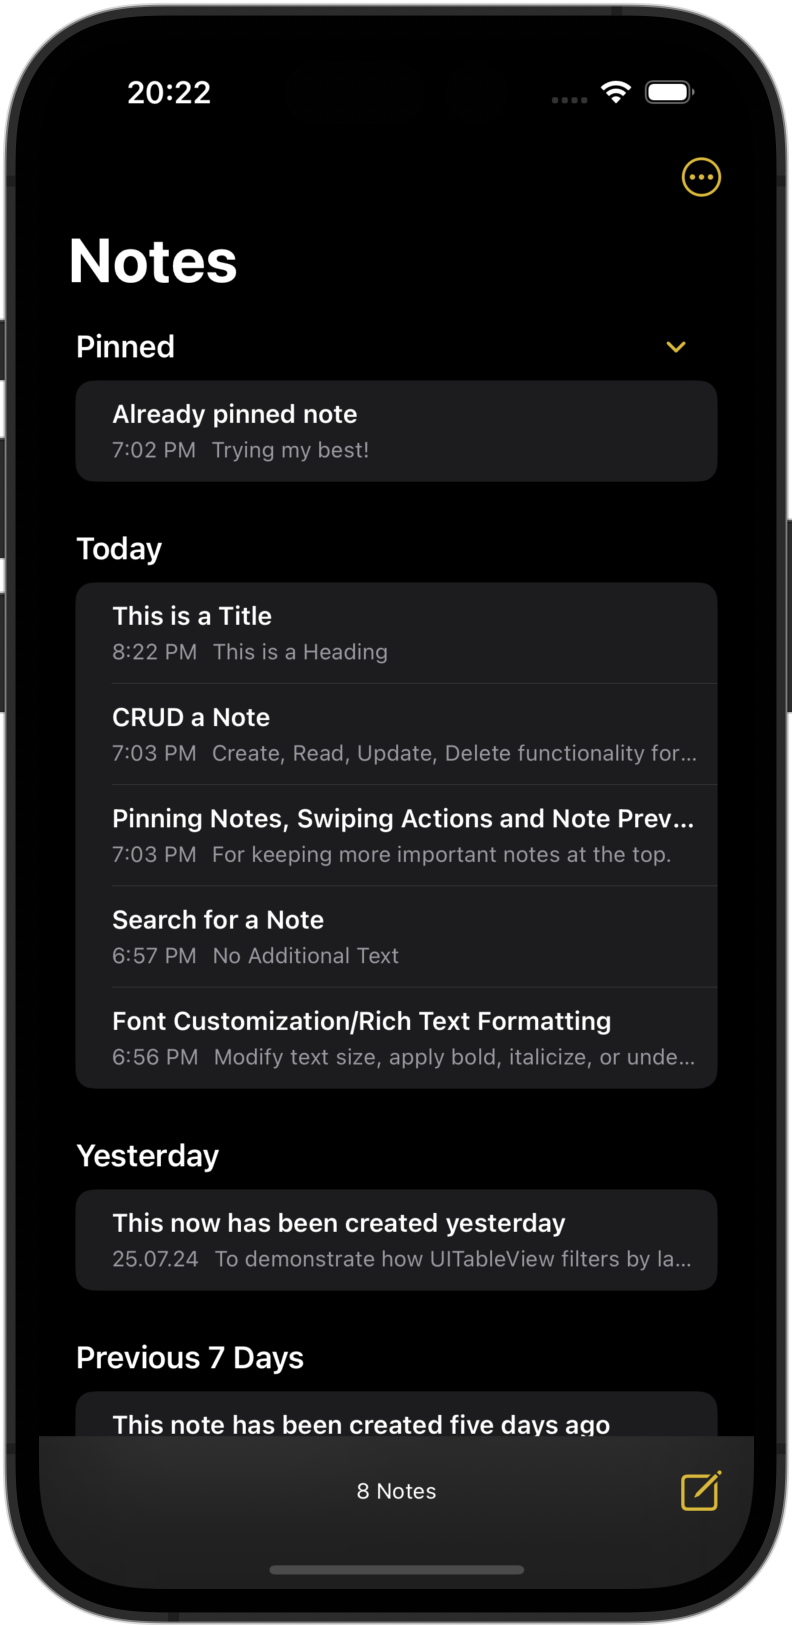 20:22
Notes
Pinned
Already pinned note
7:02 PM Trying my best!
Today
This is a Title
8:22 PM This is a Heading
CRUD a Note
7:03 PM Create, Read, Update, Delete functionality for...
Pinning Notes, Swiping Actions and Note Prev...
7:03 PM For keeping more important notes at the top.
Search for a Note
6:57 PM No Additional Text
Font Customization/Rich Text Formatting
6:56 PM Modify text size, apply bold, italicize, or unde...
Yesterday
This now has been created yesterday
25.07.24 To demonstrate how UITableView filters by la...
Previous 7 Days
This note has been created five days ago
8 Notes